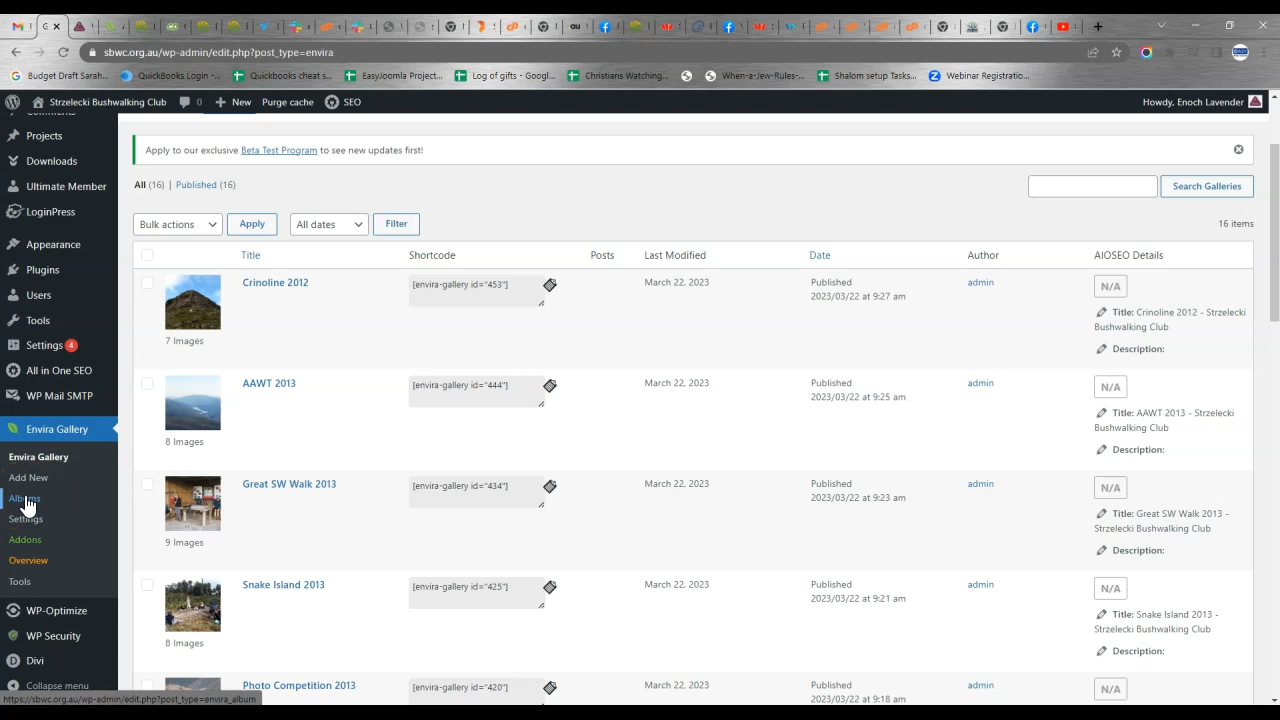 G
au
sbwc.org.au/wp-admin/edit.php?post_type=envira
Budget Draft Sarah...
QuickBooks Login -...
Quickbooks cheat s...
EasyJoomla Project...
Log of gifts - Googl...
Christians Watching...
When-a-Jew-Rules-...
Shalom setup Tasks...
Webinar Registratio...
Strzelecki Bushwalking Club
0
New
Purge cache
SEO
Howdy, Enoch Lavender
Comments
Projects
Downloads
Ultimate Member
LoginPress
Appearance
Plugins
Users
Tools
Settings 4
All in One SEO
WP Mail SMTP
Envira Gallery
Envira Gallery
Add New
Albums
Settings
Addons
Overview
Tools
WP-Optimize
WP Security
Divi
Collapse menu
https://sbwc.org.au/wp-admin/edit.php?post_type=envira_album
Apply to our exclusive Beta Test Program to see new updates first!
All (16) | Published (16)
Search Galleries
Bulk actions
Apply
All dates
Filter
16 items
Title
Shortcode
Posts
Last Modified
Date
Author
AIOSEO Details
Crinoline 2012
[envira-gallery id="453"]
March 22, 2023
Published
2023/03/22 at 9:27 am
admin
N/A
Title: Crinoline 2012 - Strzelecki
Bushwalking Club
Description:
7 Images
AAWT 2013
[envira-gallery id="444"]
March 22, 2023
Published
2023/03/22 at 9:25 am
admin
N/A
Title: AAWT 2013 - Strzelecki
Bushwalking Club
Description:
8 Images
Great SW Walk 2013
[envira-gallery id="434"]
March 22, 2023
Published
2023/03/22 at 9:23 am
admin
N/A
Title: Great SW Walk 2013 -
Strzelecki Bushwalking Club
Description:
9 Images
Snake Island 2013
[envira-gallery id="425"]
March 22, 2023
Published
2023/03/22 at 9:21 am
admin
N/A
Title: Snake Island 2013 -
Strzelecki Bushwalking Club
Description:
8 Images
Photo Competition 2013
[envira-gallery id="420"]
March 22, 2023
Published
2023/03/22 at 9:18 am
admin
N/A